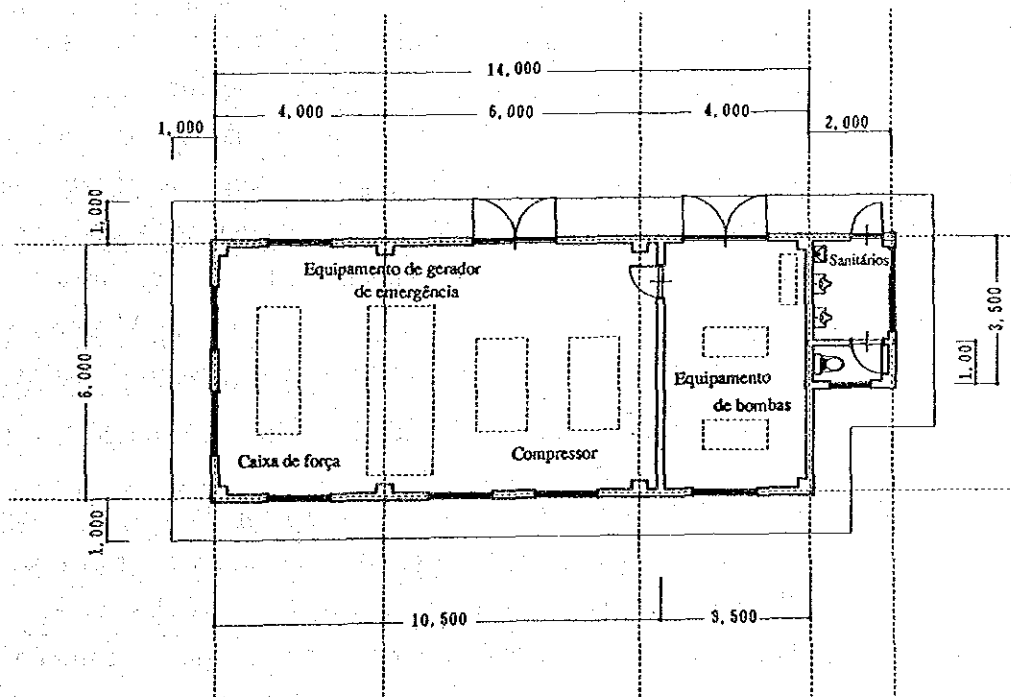 14,000
4,000
6,000
4,000
1,000
2,000
1,000
Equipamento de gerador
de emergência
Sanitários
3,500
1,00
6,000
Equipamento
de bombas
Caixa de força
Compressor
1,000
10,500
3,500